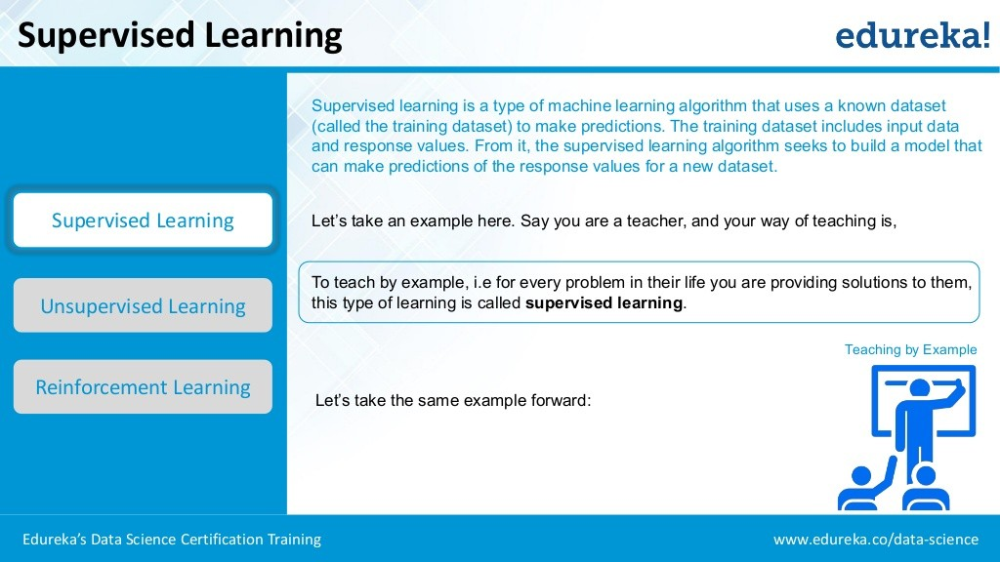 Supervised Learning
edureka!
Supervised learning is a type of machine learning algorithm that uses a known dataset
(called the training dataset) to make predictions. The training dataset includes input data
and response values. From it, the supervised learning algorithm seeks to build a model that
can make predictions of the response values for a new dataset.
Supervised Learning
Let’s take an example here. Say you are a teacher, and your way of teaching is,
To teach by example, i.e for every problem in their life you are providing solutions to them,
this type of learning is called supervised learning.
Unsupervised Learning
Teaching by Example
Reinforcement Learning
Let’s take the same example forward:
Edureka’s Data Science Certification Training
www.edureka.co/data-science